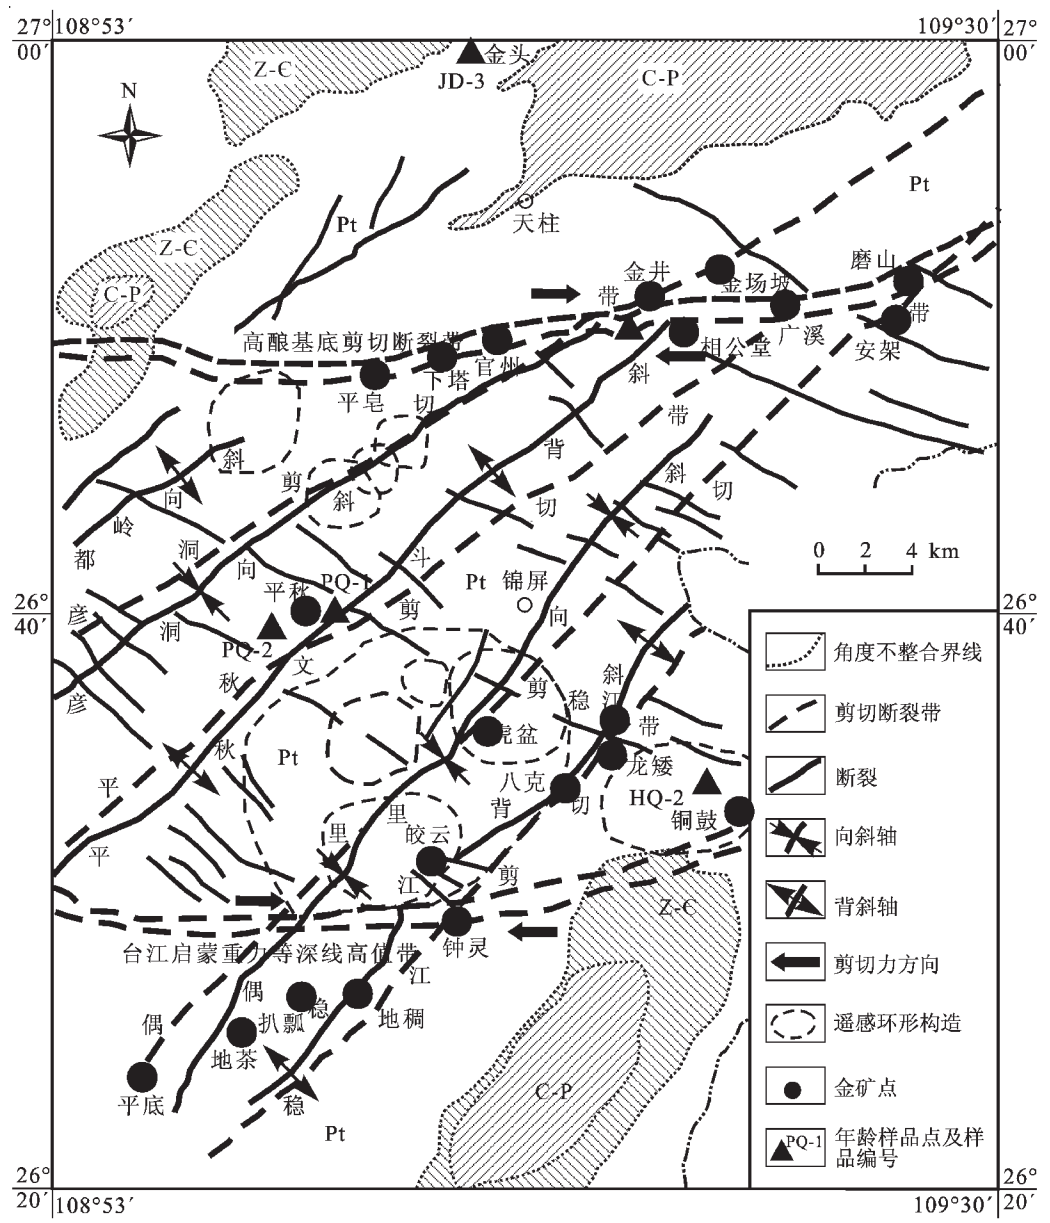 27°
00′
108°53′
109°30′
27°
00′
Z-Є
金头
JD-3
C-P
N
Pt
Pt
天柱
Z-Є
C-P
磨山
金井
金场坡
带
带
高酿基底剪切断裂带
官州
下塔
平皂
相公堂
广溪
安架
斜
切
带
背
斜
斜
剪
斜
切
切
向
岭
都
洞
向
斗
0 2 4 km
Pt
锦屏
平秋
PQ-1
剪
向
26°
40′
26°
40′
彦
洞
PQ-2
文
秋
彦
剪
稳
斜
江
带
虎盆
秋
Pt
龙矮
八克
切
HQ-2
铜鼓
平
背
里
里
皎云
平
江
剪
Z-Є
钟灵
台江启蒙重力等深线高值带
江
偶
偶
扒瓢
稳
地稠
地茶
平底
稳
Pt
C-P
角度不整合界线
剪切断裂带
断裂
向斜轴
背斜轴
剪切力方向
遥感环形构造
金矿点
PQ-1
年龄样品点及样
品编号
26°
20′
108°53′
109°30′
26°
20′